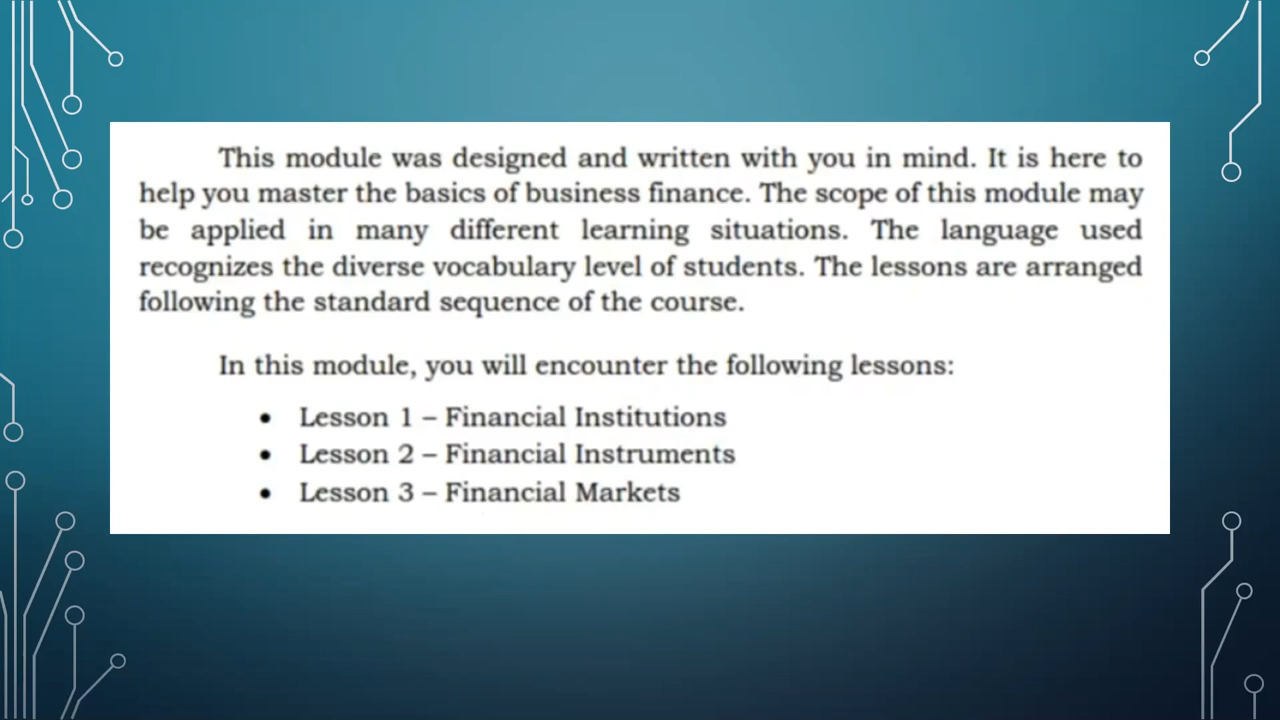 This module was designed and written with you in mind. It is here to
help you master the basics of business finance. The scope of this module may
be applied in many different learning situations. The language used
recognizes the diverse vocabulary level of students. The lessons are arranged
following the standard sequence of the course.
In this module, you will encounter the following lessons:
• Lesson 1 – Financial Institutions
• Lesson 2 – Financial Instruments
• Lesson 3 – Financial Markets